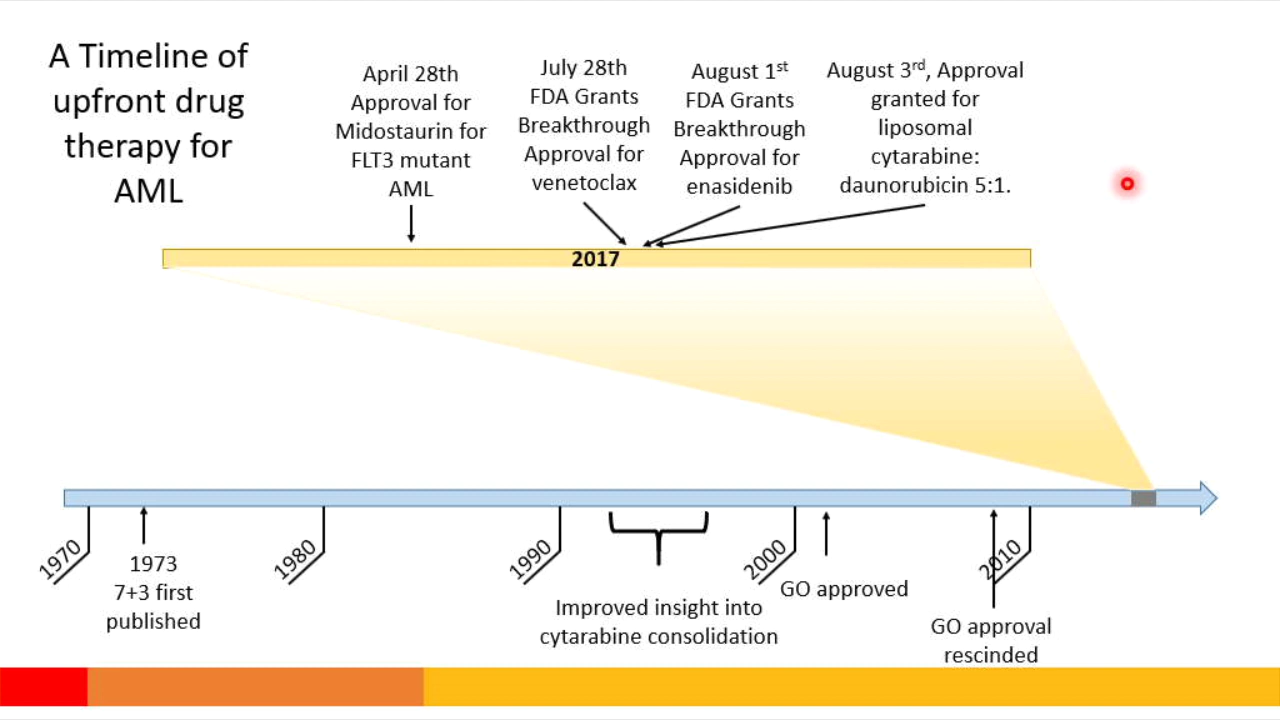 A Timeline of
upfront drug
therapy for
AML
April 28th
Approval for
Midostaurin for
FLT3 mutant
AML
July 28th
FDA Grants
Breakthrough
Approval for
venetoclax
August 1st
FDA Grants
Breakthrough
Approval for
enasidenib
August 3rd, Approval
granted for
liposomal
cytarabine:
daunorubicin 5:1.
2017
1970
1973
7+3 first
published
1980
1990
Improved insight into
cytarabine consolidation
2000
GO approved
2010
GO approval
rescinded